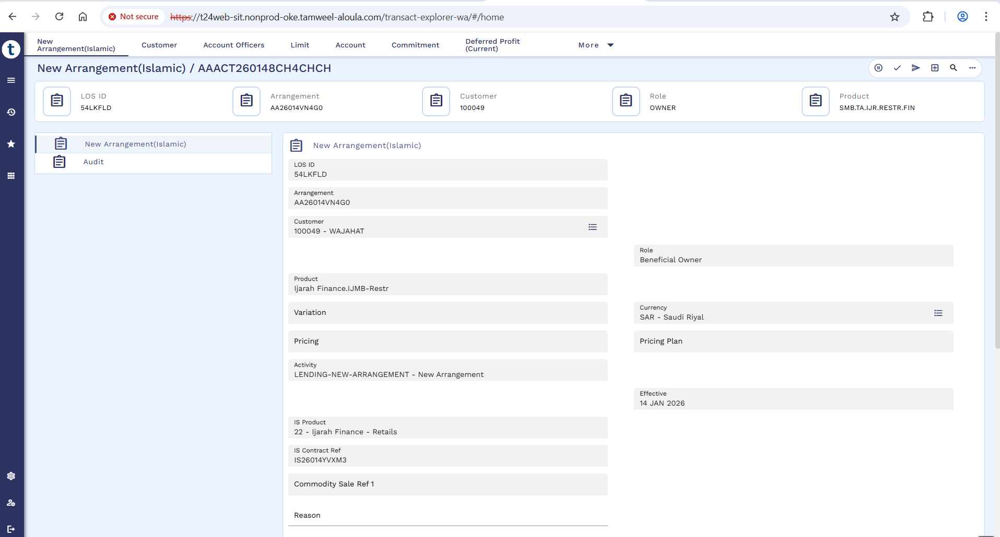 Not secure
https://t24web-sit.nonprod-oke.tamweel-aloula.com/transact-explorer-wa/#/home
t
New Arrangement(Islamic)
Customer
Account Officers
Limit
Account
Commitment
Deferred Profit (Current)
More
New Arrangement(Islamic) / AAACT260148CH4CHCH
LOS ID
54LKFLD
Arrangement
AA26014VN4G0
Customer
100049
Role
OWNER
Product
SMB.TA.IJR.RESTR.FIN
New Arrangement(Islamic)
Audit
New Arrangement(Islamic)
LOS ID
54LKFLD
Arrangement
AA26014VN4G0
Customer
100049 - WAJAHAT
Role
Beneficial Owner
Product
Ijarah Finance.IJMB-Restr
Variation
Currency
SAR - Saudi Riyal
Pricing
Pricing Plan
Activity
LENDING-NEW-ARRANGEMENT - New Arrangement
Effective
14 JAN 2026
IS Product
22 - Ijarah Finance - Retails
IS Contract Ref
IS26014YVXM3
Commodity Sale Ref 1
Reason